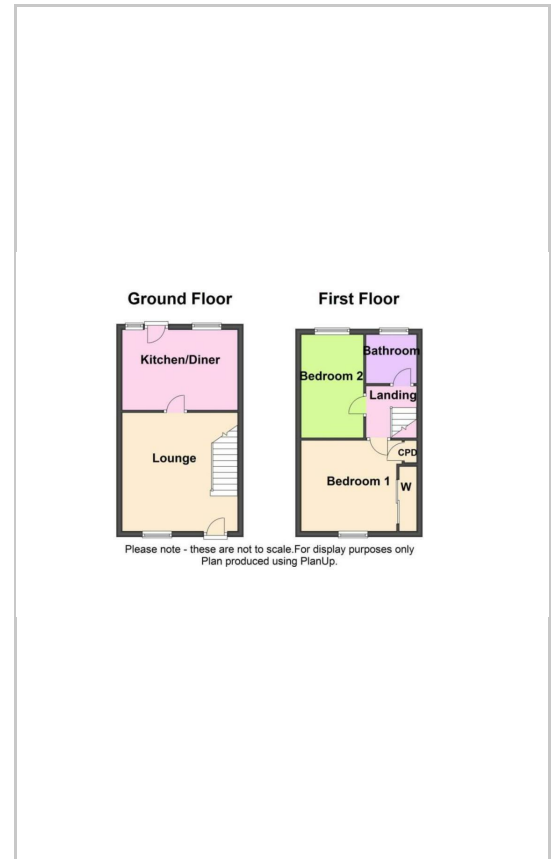 Ground Floor
First Floor
Kitchen/Diner
Lounge
Bathroom
Bedroom 2
Landing
CPD
Bedroom 1
W
Please note - these are not to scale.For display purposes only
Plan produced using PlanUp.